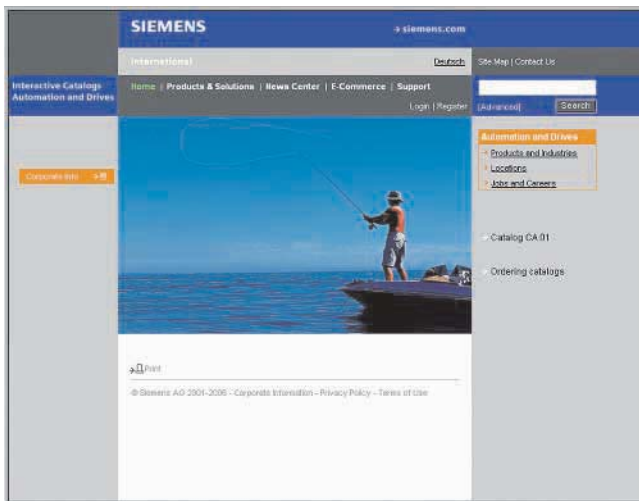 SIEMENS
siemens.com
International
Deutsch
Site Map | Contact Us
Interactive Catalogs
Automation and Drives
Home | Products & Solutions | News Center | E-Commerce | Support
Login | Register
[Advanced] Search
Automation and Drives
Products and Industries
Locations
Jobs and Careers
Corporate Info
Catalog CA 01
Ordering catalogs
Print
© Siemens AG 2001-2006 - Corporate Information - Privacy Policy - Terms of Use